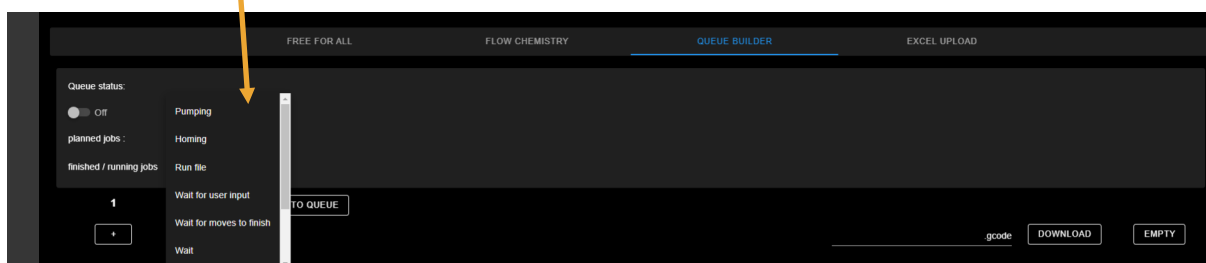 FREE FOR ALL
FLOW CHEMISTRY
QUEUE BUILDER
EXCEL UPLOAD
Queue status:
Off
planned jobs :
finished / running jobs
Pumping
Homing
Run file
Wait for user input
Wait for moves to finish
Wait
1
TO QUEUE
+
.gcode
DOWNLOAD
EMPTY